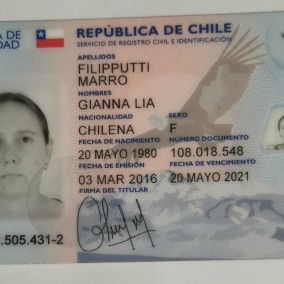 A DE
DAD
REPÚBLICA DE CHILE
SERVICIO DE REGISTRO CIVIL E IDENTIFICACIÓN
APELLIDOS
FILIPPUTTI
MARRO
NOMBRES
GIANNA LIA
NACIONALIDAD SEXO
CHILENA F
FECHA DE NACIMIENTO NÚMERO DOCUMENTO
20 MAYO 1980 108.018.548
FECHA DE EMISIÓN FECHA DE VENCIMIENTO
03 MAR 2016 20 MAYO 2021
FIRMA DEL TITULAR
.505.431-2